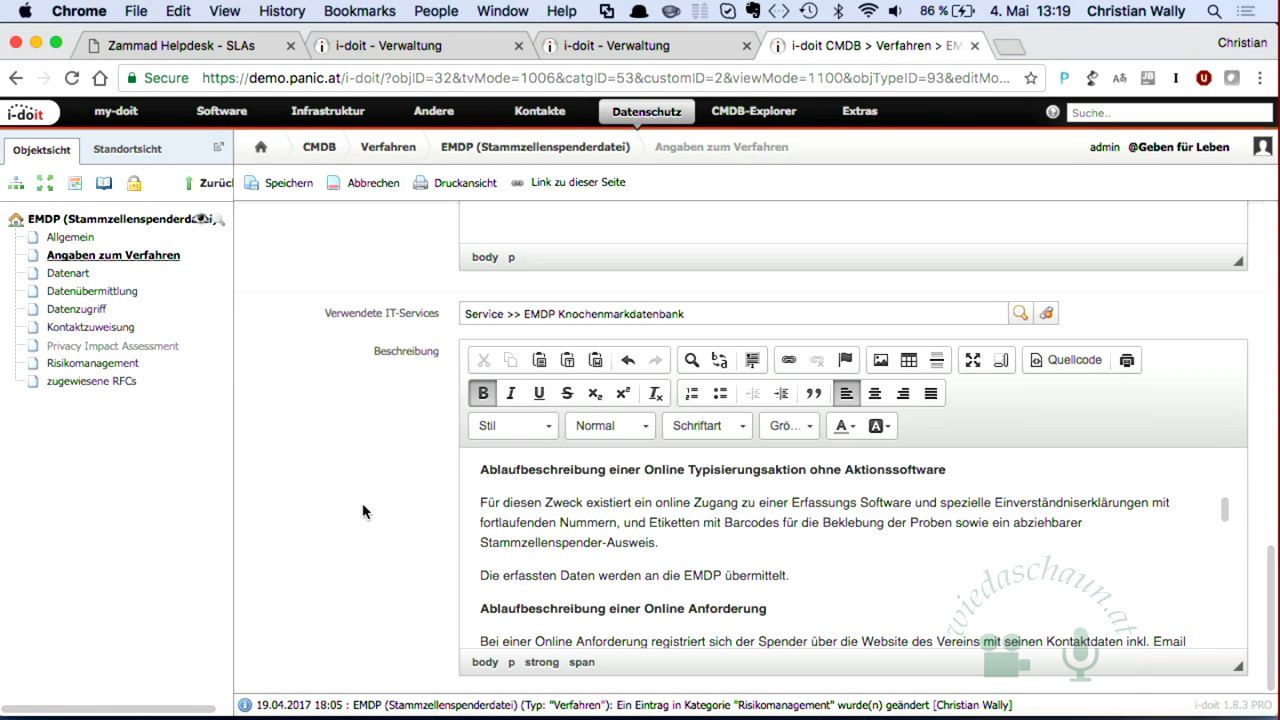 Chrome File Edit View History Bookmarks People Window Help 86 % 4. Mai 13:19 Christian Wally
Zammad Helpdesk - SLAs i-doit - Verwaltung i-doit - Verwaltung i-doit CMDB > Verfahren > EM Christian
Secure https://demo.panic.at/i-doit/?objID=32&tvMode=1006&catgID=53&customID=2&viewMode=1100&objTypeID=93&editMo...
i-doit my-doit Software Infrastruktur Andere Kontakte Datenschutz CMDB-Explorer Extras Suche..
Objektsicht Standortsicht CMDB Verfahren EMDP (Stammzellenspenderdatei) Angaben zum Verfahren admin @Geben für Leben
Zurück Speichern Abbrechen Druckansicht Link zu dieser Seite
EMDP (Stammzellenspenderdatei)
Allgemein
Angaben zum Verfahren
Datenart
Datenübermittlung
Datenzugriff
Kontaktzuweisung
Privacy Impact Assessment
Risikomanagement
zugewiesene RFCs
body p
Verwendete IT-Services Service >> EMDP Knochenmarkdatenbank
Beschreibung
Quellcode
Stil Normal Schriftart Grö...
Ablaufbeschreibung einer Online Typisierungsaktion ohne Aktionssoftware
Für diesen Zweck existiert ein online Zugang zu einer Erfassungs Software und spezielle Einverständniserklärungen mit
fortlaufenden Nummern, und Etiketten mit Barcodes für die Beklebung der Proben sowie ein abziehbarer
Stammzellenspender-Ausweis.
Die erfassten Daten werden an die EMDP übermittelt.
Ablaufbeschreibung einer Online Anforderung
Bei einer Online Anforderung registriert sich der Spender über die Website des Vereins mit seinen Kontaktdaten inkl. Email
wiedaschaun.at
body p strong span
19.04.2017 18:05 : EMDP (Stammzellenspenderdatei) (Typ: "Verfahren"): Ein Eintrag in Kategorie "Risikomanagement" wurde(n) geändert [Christian Wally] i-doit 1.8.3 PRO